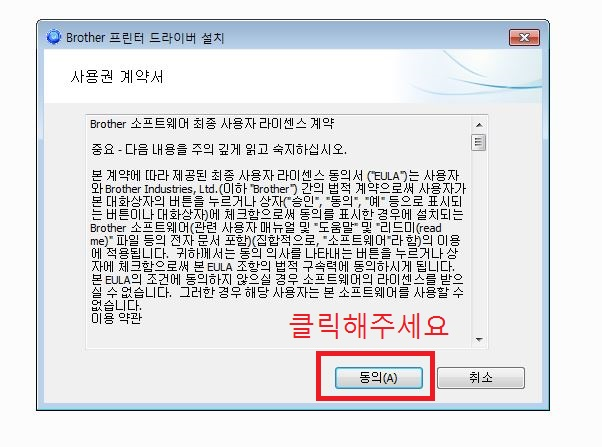 Brother 프린터 드라이버 설치
사용권 계약서
Brother 소프트웨어 최종 사용자 라이센스 계약
중요 - 다음 내용을 주의 깊게 읽고 숙지하십시오.
본 계약에 따라 제공된 최종 사용자 라이센스 동의서 ("EULA")는 사용자
와 Brother Industries, Ltd.(이하 "Brother") 간의 법적 계약으로써 사용자가
본 대화상자의 버튼을 누르거나 상자("승인", "동의", "예" 등으로 표시되
는 버튼이나 대화상자)에 체크함으로써 동의를 표시한 경우에 설치되는
Brother 소프트웨어(관련 사용자 매뉴얼 및 "도움말" 및 "리드미(read
me)" 파일 등의 전자 문서 포함)(집합적으로, "소프트웨어"라 함)의 이용
에 적용됩니다. 귀하께서는 동의 의사를 나타내는 버튼을 누르거나 상
자에 체크함으로써 본 EULA 조항의 법적 구속력에 동의하시게 됩니다.
본 EULA의 조건에 동의하지 않으실 경우 소프트웨어의 라이센스를 받으
실 수 없습니다. 그러한 경우 해당 사용자는 본 소프트웨어를 사용할 수
없습니다.
이용 약관
클릭해주세요
동의(A)
취소